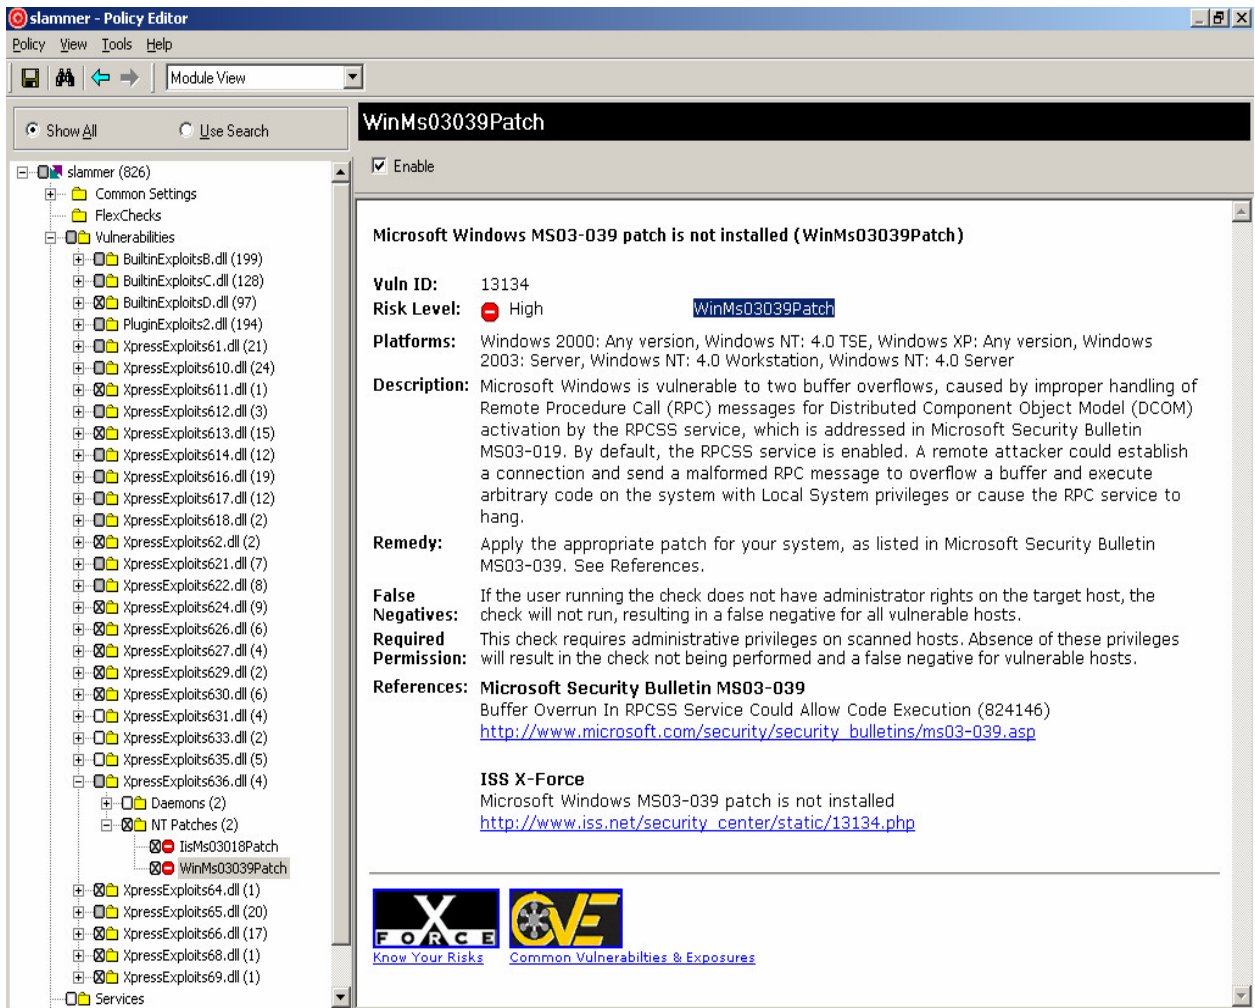 slammer - Policy Editor
Policy View Tools Help
Module View
Show All Use Search
slammer (826)
Common Settings
FlexChecks
Vulnerabilities
BuiltinExploitsB.dll (199)
BuiltinExploitsC.dll (128)
BuiltinExploitsD.dll (97)
PluginExploits2.dll (194)
XpressExploits61.dll (21)
XpressExploits610.dll (24)
XpressExploits611.dll (1)
XpressExploits612.dll (3)
XpressExploits613.dll (15)
XpressExploits614.dll (12)
XpressExploits616.dll (19)
XpressExploits617.dll (12)
XpressExploits618.dll (2)
XpressExploits62.dll (2)
XpressExploits621.dll (7)
XpressExploits622.dll (8)
XpressExploits624.dll (9)
XpressExploits626.dll (6)
XpressExploits627.dll (4)
XpressExploits629.dll (2)
XpressExploits630.dll (6)
XpressExploits631.dll (4)
XpressExploits633.dll (2)
XpressExploits635.dll (5)
XpressExploits636.dll (4)
Daemons (2)
NT Patches (2)
IisMs03018Patch
WinMs03039Patch
XpressExploits64.dll (1)
XpressExploits65.dll (20)
XpressExploits66.dll (17)
XpressExploits68.dll (1)
XpressExploits69.dll (1)
Services
WinMs03039Patch
Enable
Microsoft Windows MS03-039 patch is not installed (WinMs03039Patch)
Vuln ID: 13134
Risk Level: High WinMs03039Patch
Platforms: Windows 2000: Any version, Windows NT: 4.0 TSE, Windows XP: Any version, Windows
2003: Server, Windows NT: 4.0 Workstation, Windows NT: 4.0 Server
Description: Microsoft Windows is vulnerable to two buffer overflows, caused by improper handling of
Remote Procedure Call (RPC) messages for Distributed Component Object Model (DCOM)
activation by the RPCSS service, which is addressed in Microsoft Security Bulletin
MS03-019. By default, the RPCSS service is enabled. A remote attacker could establish
a connection and send a malformed RPC message to overflow a buffer and execute
arbitrary code on the system with Local System privileges or cause the RPC service to
hang.
Remedy: Apply the appropriate patch for your system, as listed in Microsoft Security Bulletin
MS03-039. See References.
False If the user running the check does not have administrator rights on the target host, the
Negatives: check will not run, resulting in a false negative for all vulnerable hosts.
Required This check requires administrative privileges on scanned hosts. Absence of these privileges
Permission: will result in the check not being performed and a false negative for vulnerable hosts.
References: Microsoft Security Bulletin MS03-039
Buffer Overrun In RPCSS Service Could Allow Code Execution (824146)
http://www.microsoft.com/security/security_bulletins/ms03-039.asp
ISS X-Force
Microsoft Windows MS03-039 patch is not installed
http://www.iss.net/security_center/static/13134.php
X FORCE CVE
Know Your Risks Common Vulnerabilties & Exposures